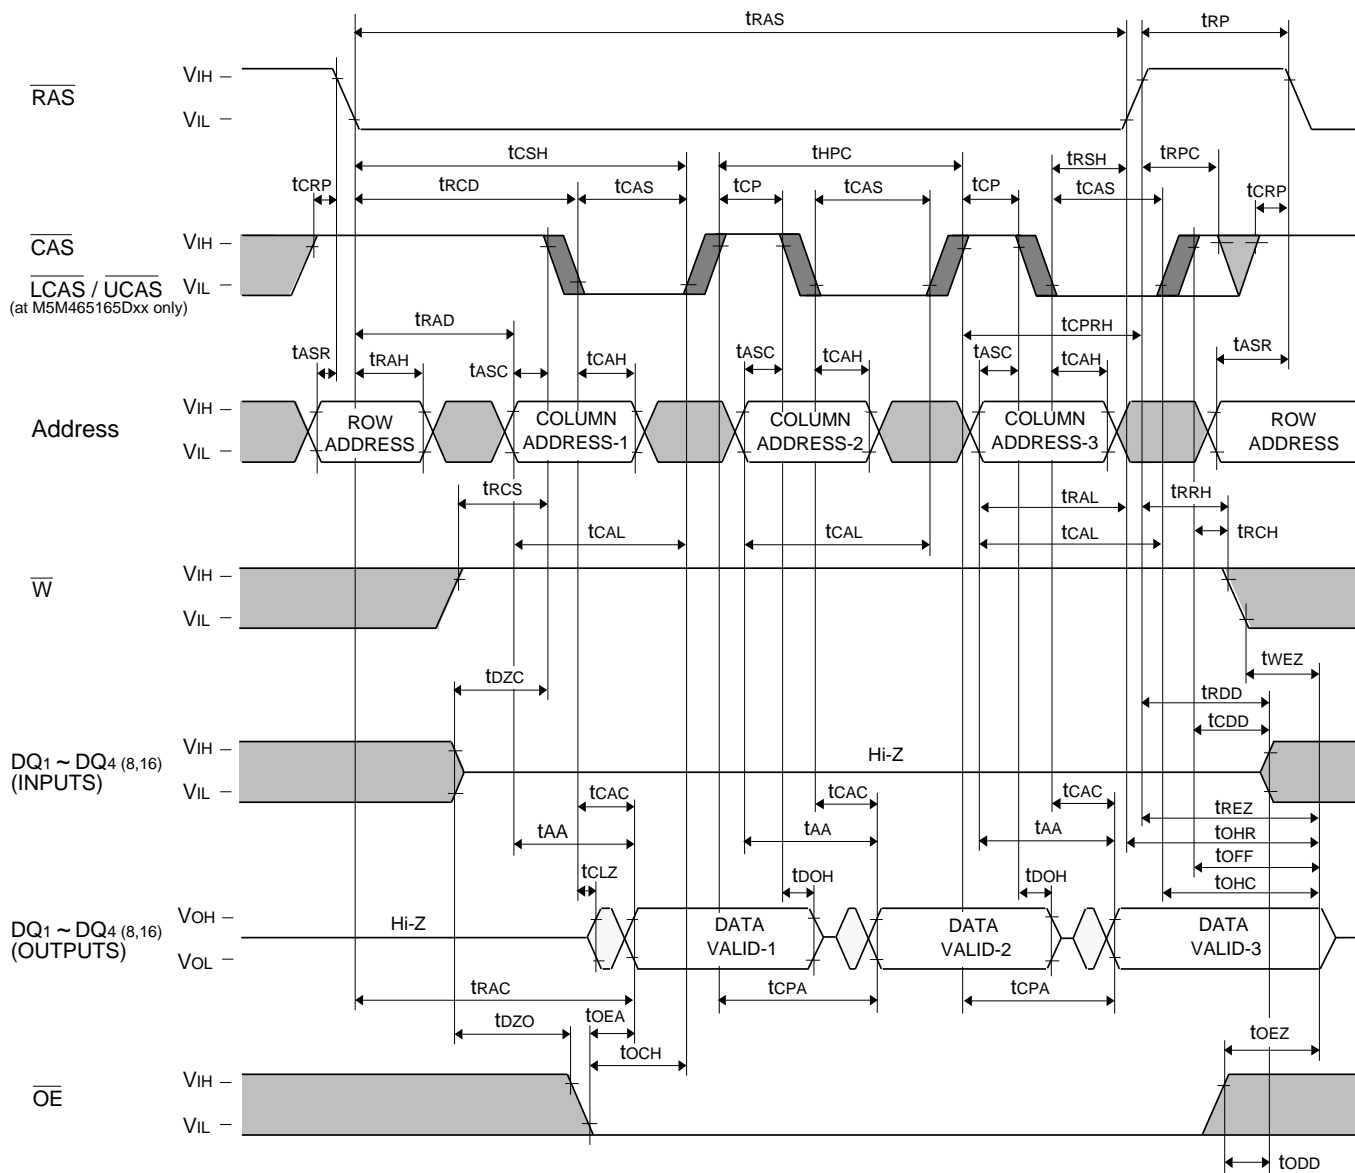 tRAS
tRP
RAS
VIH
VIL
tCSH
tHPC
tRSH
tRPC
tCRP
tRCD
tCAS
tCP
tCAS
tCP
tCAS
tCRP
CAS
VIH
LCAS / UCAS
VIL
(at M5M465165Dxx only)
tRAD
tCPRH
tASR
tRAH
tASC
tCAH
tASC
tCAH
tASC
tCAH
tASR
Address
VIH
VIL
ROW
ADDRESS
COLUMN
ADDRESS-1
COLUMN
ADDRESS-2
COLUMN
ADDRESS-3
ROW
ADDRESS
tRCS
tRAL
tRRH
tCAL
tCAL
tCAL
tRCH
W
VIH
VIL
tDZC
tWEZ
tRDD
tCDD
DQ1 ~ DQ4 (8,16)
(INPUTS)
VIH
VIL
Hi-Z
tCAC
tCAC
tCAC
tREZ
tAA
tAA
tAA
tOHR
tOFF
tCLZ
tDOH
tDOH
tOHC
DQ1 ~ DQ4 (8,16)
(OUTPUTS)
VOH
VOL
Hi-Z
DATA
VALID-1
DATA
VALID-2
DATA
VALID-3
tRAC
tCPA
tCPA
tDZO
tOEA
tOCH
tOEZ
OE
VIH
VIL
tODD